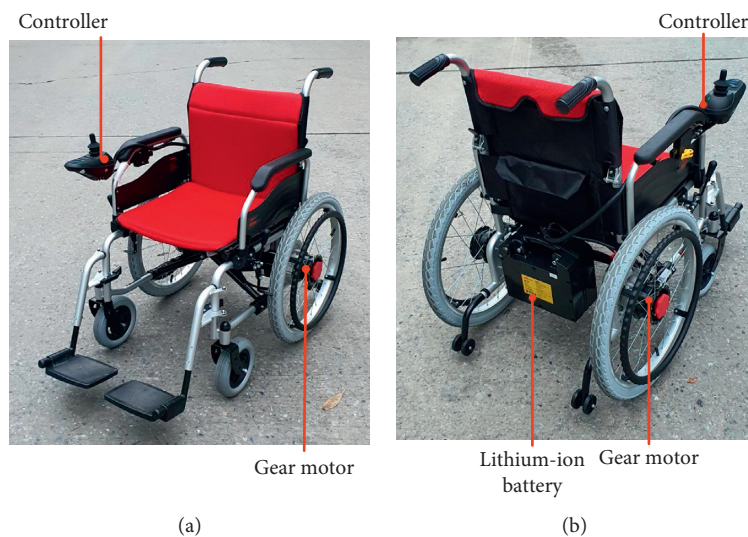 Controller
Controller
Gear motor
Lithium-ion
battery
Gear motor
(a)
(b)